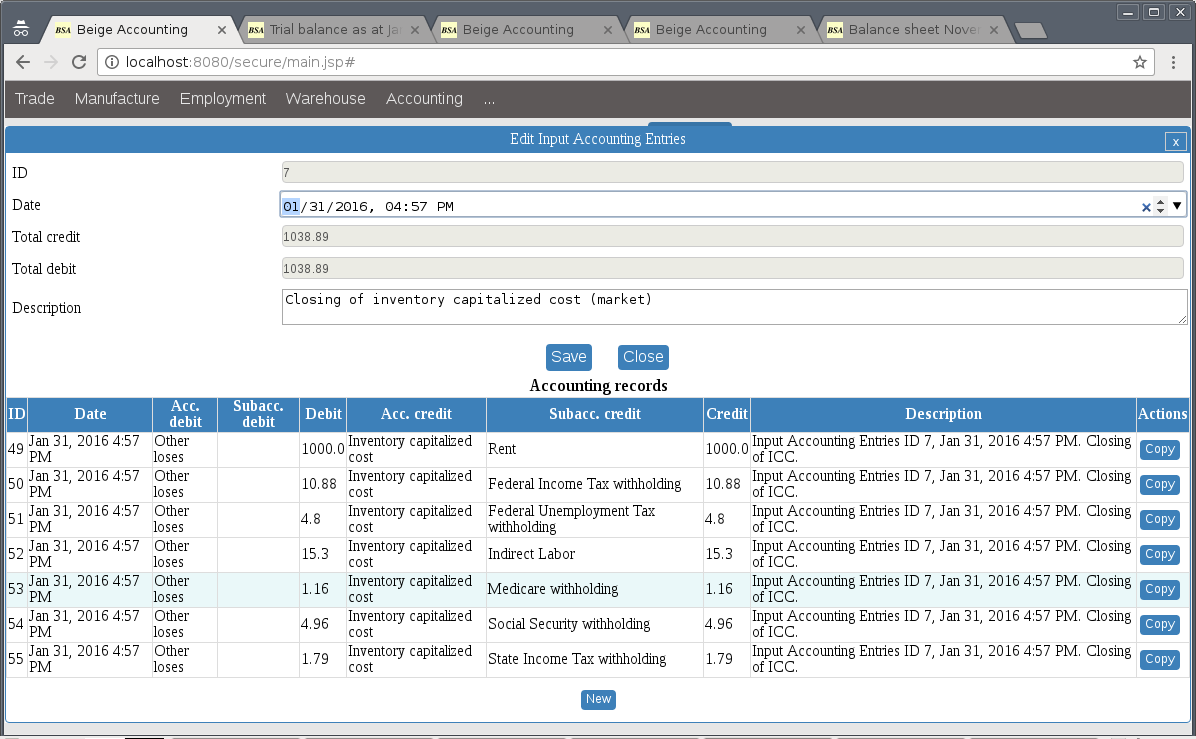 BSA Beige Accounting
BSA Trial balance as at Ja
BSA Beige Accounting
BSA Beige Accounting
BSA Balance sheet Nove
localhost:8080/secure/main.jsp#
Trade Manufacture Employment Warehouse Accounting ...
Edit Input Accounting Entries x
ID 7
Date 01/31/2016, 04:57 PM
Total credit 1038.89
Total debit 1038.89
Description Closing of inventory capitalized cost (market)
Save Close
Accounting records
ID Date Acc. debit Subacc. debit Debit Acc. credit Subacc. credit Credit Description Actions
49 Jan 31, 2016 4:57 Other 1000.0 Inventory capitalized Rent 1000.0 Input Accounting Entries ID 7, Jan 31, 2016 4:57 PM. Closing Copy
PM loses cost of ICC.
50 Jan 31, 2016 4:57 Other 10.88 Inventory capitalized Federal Income Tax withholding 10.88 Input Accounting Entries ID 7, Jan 31, 2016 4:57 PM. Closing Copy
PM loses cost of ICC.
51 Jan 31, 2016 4:57 Other 4.8 Inventory capitalized Federal Unemployment Tax 4.8 Input Accounting Entries ID 7, Jan 31, 2016 4:57 PM. Closing Copy
PM loses cost withholding of ICC.
52 Jan 31, 2016 4:57 Other 15.3 Inventory capitalized Indirect Labor 15.3 Input Accounting Entries ID 7, Jan 31, 2016 4:57 PM. Closing Copy
PM loses cost of ICC.
53 Jan 31, 2016 4:57 Other 1.16 Inventory capitalized Medicare withholding 1.16 Input Accounting Entries ID 7, Jan 31, 2016 4:57 PM. Closing Copy
PM loses cost of ICC.
54 Jan 31, 2016 4:57 Other 4.96 Inventory capitalized Social Security withholding 4.96 Input Accounting Entries ID 7, Jan 31, 2016 4:57 PM. Closing Copy
PM loses cost of ICC.
55 Jan 31, 2016 4:57 Other 1.79 Inventory capitalized State Income Tax withholding 1.79 Input Accounting Entries ID 7, Jan 31, 2016 4:57 PM. Closing Copy
PM loses cost of ICC.
New